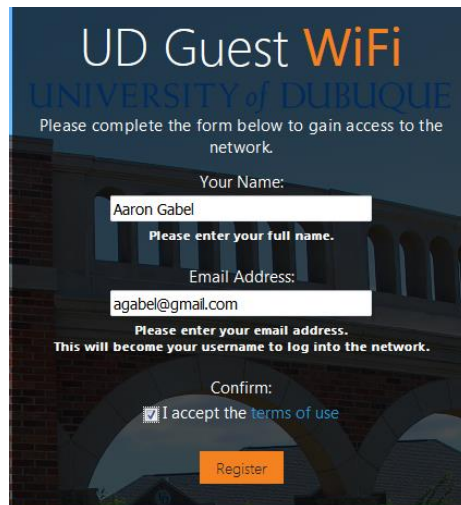 UD Guest WiFi
UNIVERSITY of DUBUQUE
Please complete the form below to gain access to the
network.
Your Name:
Aaron Gabel
Please enter your full name.
Email Address:
agabel@gmail.com
Please enter your email address.
This will become your username to log into the network.
Confirm:
I accept the terms of use
Register